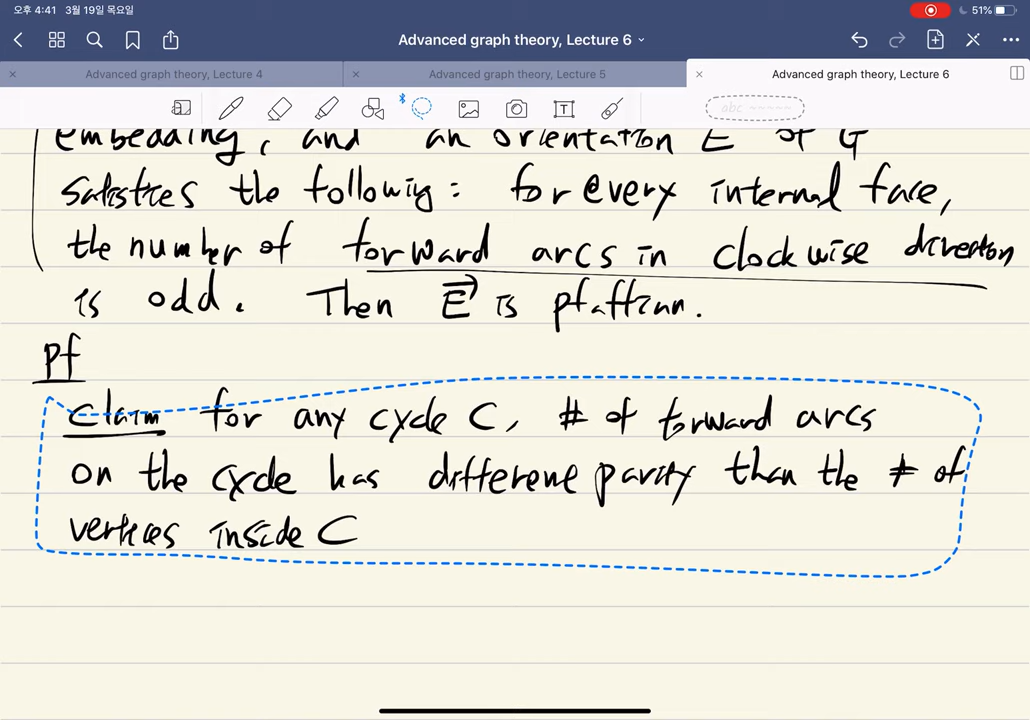 오후 4:41 3월 19일 목요일
51%
Advanced graph theory, Lecture 6
Advanced graph theory, Lecture 4
Advanced graph theory, Lecture 5
Advanced graph theory, Lecture 6
abc
embedding, and an orientation E of G
Satisfies the following: for every internal face,
the number of forward arcs in clockwise direction
is odd. Then E is pfaffian.
Pf
Claim for any cycle C, # of forward arcs
on the cycle has different parity than the # of
vertices inside C